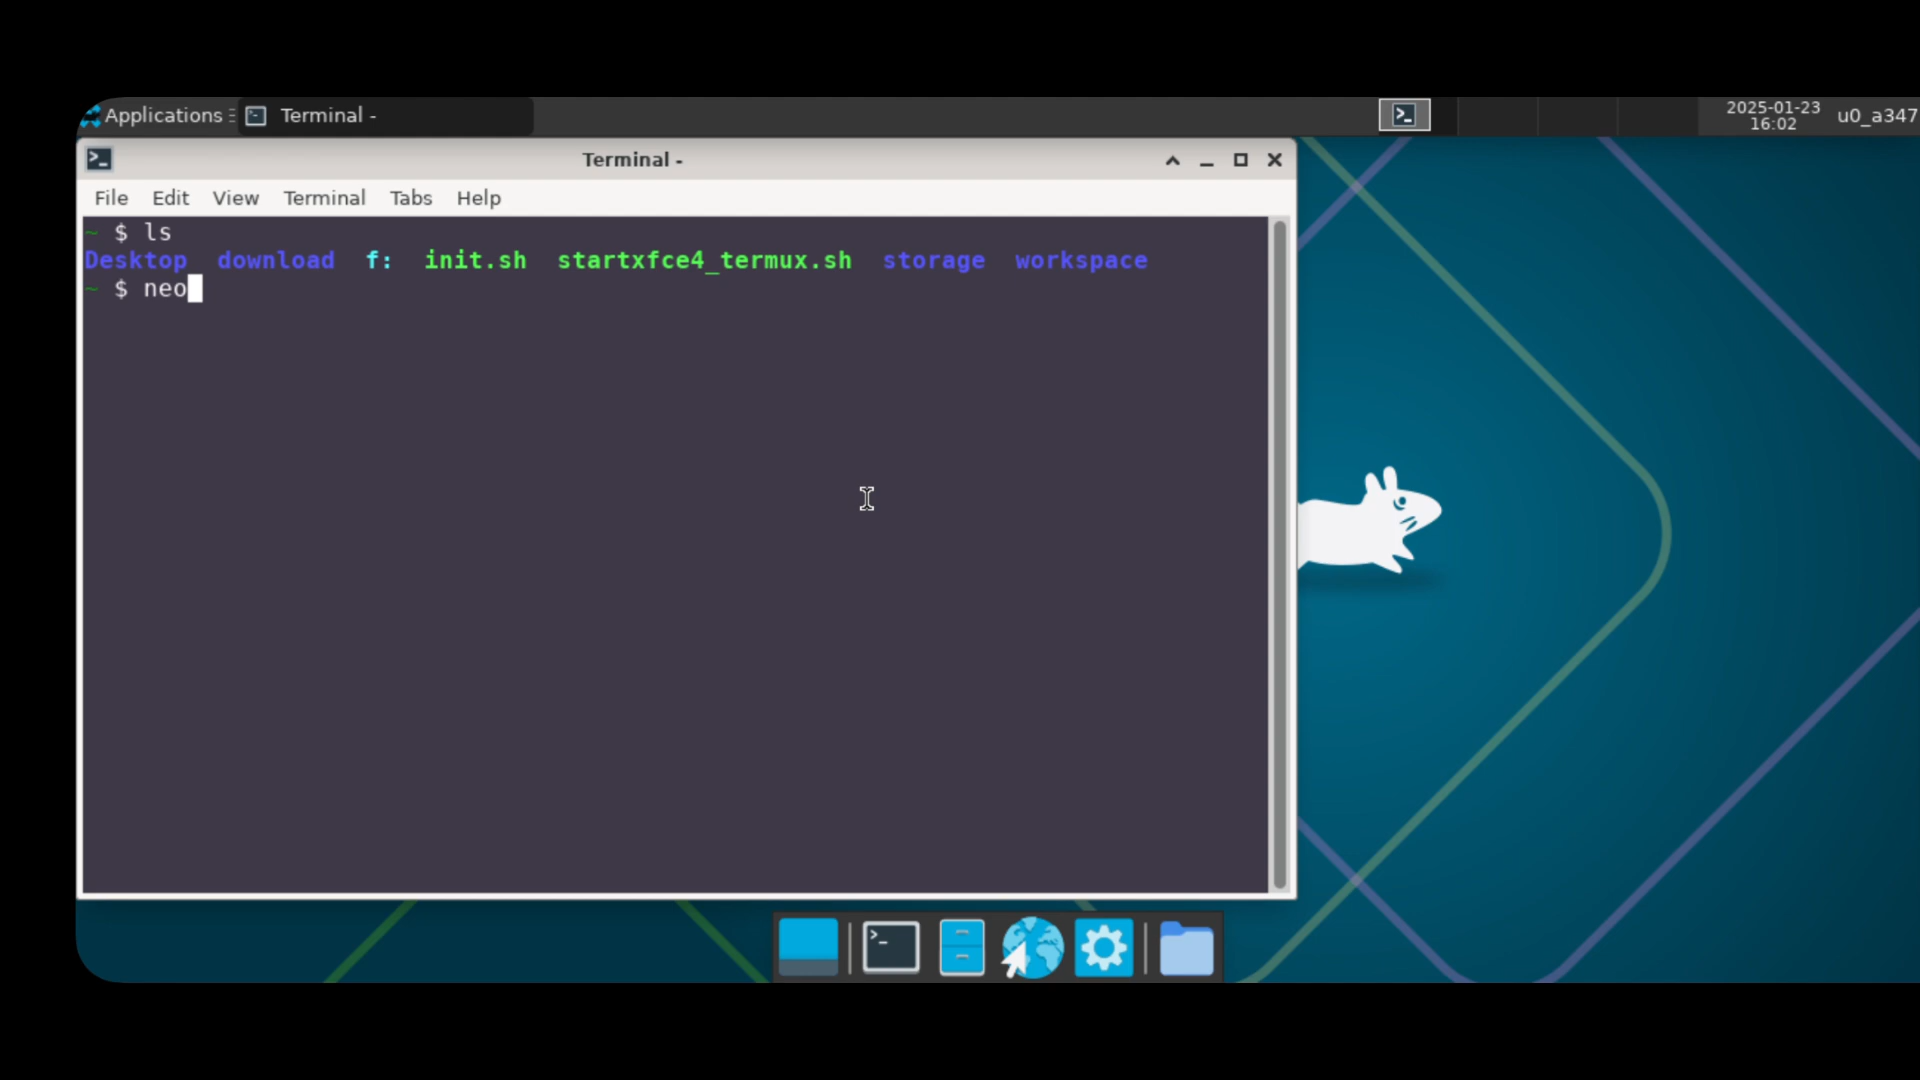 Applications
Terminal -
2025-01-23
16:02
u0_a347
Terminal -
File Edit View Terminal Tabs Help
~ $ ls
Desktop download f: init.sh startxfce4_termux.sh storage workspace
~ $ neo